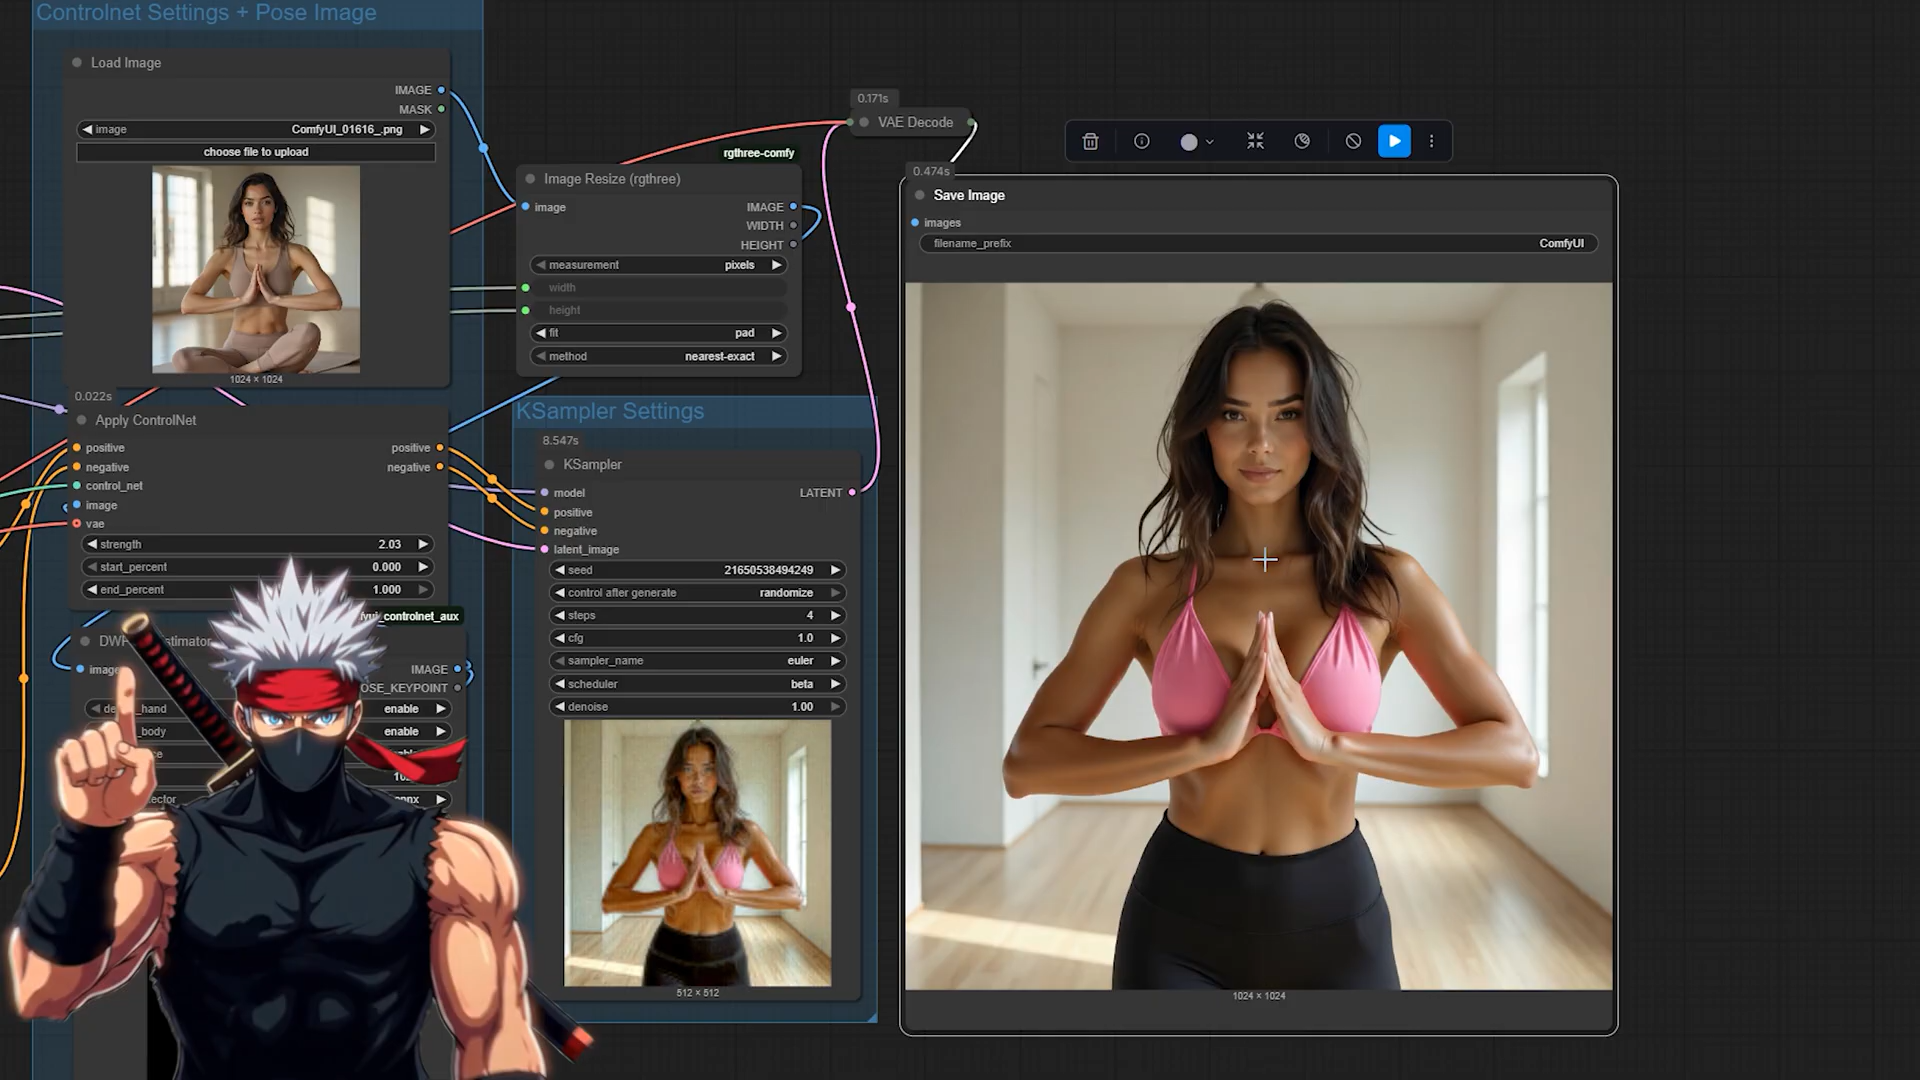 Controlnet Settings + Pose Image
Load Image
IMAGE
MASK
image ComfyUI_01616_.png
choose file to upload
1024 × 1024
0.022s
Apply ControlNet
positive positive
negative negative
control_net
image
vae
strength 2.03
start_percent 0.000
end_percent 1.000
controlnet_aux
image IMAGE
enable
body enable
rgthree-comfy
Image Resize (rgthree)
image IMAGE
WIDTH
HEIGHT
measurement pixels
width
height
fit pad
method nearest-exact
KSampler Settings
8.547s
KSampler
model LATENT
positive
negative
latent_image
seed 21650538494249
control after generate randomize
steps 4
cfg 1.0
sampler_name euler
scheduler beta
denoise 1.00
512 × 512
0.171s
VAE Decode
0.474s
Save Image
images
filename_prefix ComfyUI
1024 × 1024